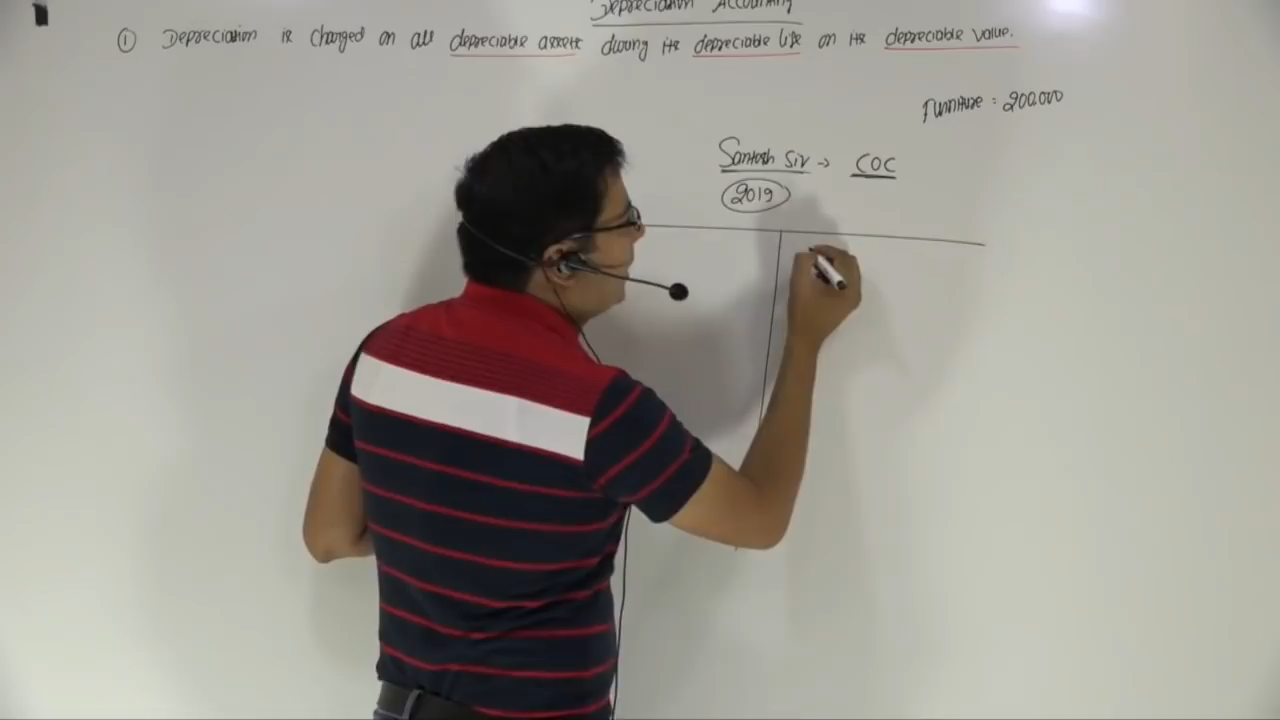 Depreciation Accounting
① Depreciation is charged on all depreciable assets during its depreciable life on its depreciable value.
Furniture = 200,000
Santosh Sir → COC
2019